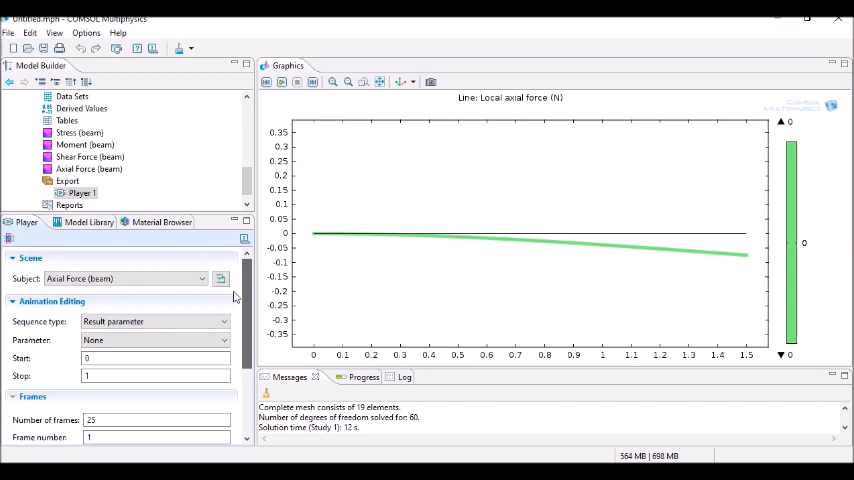 Untitled.mph - COMSOL Multiphysics
File Edit View Options Help
Model Builder
Data Sets
Derived Values
Tables
Stress (beam)
Moment (beam)
Shear Force (beam)
Axial Force (beam)
Export
Player 1
Reports
Player Model Library Material Browser
Scene
Subject: Axial Force (beam)
Animation Editing
Sequence type: Result parameter
Parameter: None
Start: 0
Stop: 1
Frames
Number of frames: 25
Frame number: 1
Graphics
Line: Local axial force (N)
COMSOL
MULTIPHYSICS
▲ 0
0.35
0.3
0.25
0.2
0.15
0.1
0.05
0
-0.05
-0.1
-0.15
-0.2
-0.25
-0.3
-0.35
0 0.1 0.2 0.3 0.4 0.5 0.6 0.7 0.8 0.9 1 1.1 1.2 1.3 1.4 1.5
0
▼ 0
Messages Progress Log
Complete mesh consists of 19 elements.
Number of degrees of freedom solved for: 60.
Solution time (Study 1): 12 s.
564 MB | 698 MB